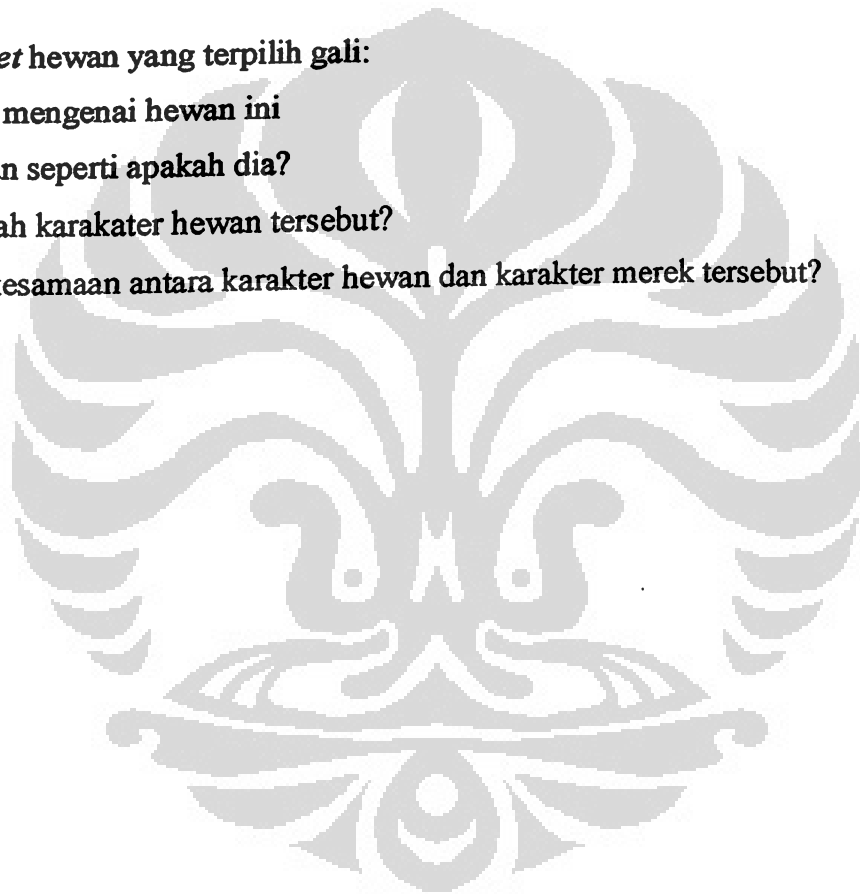 et hewan yang terpilih gali:
mengenai hewan ini
n seperti apakah dia?
ah karakater hewan tersebut?
esamaan antara karakter hewan dan karakter merek tersebut?